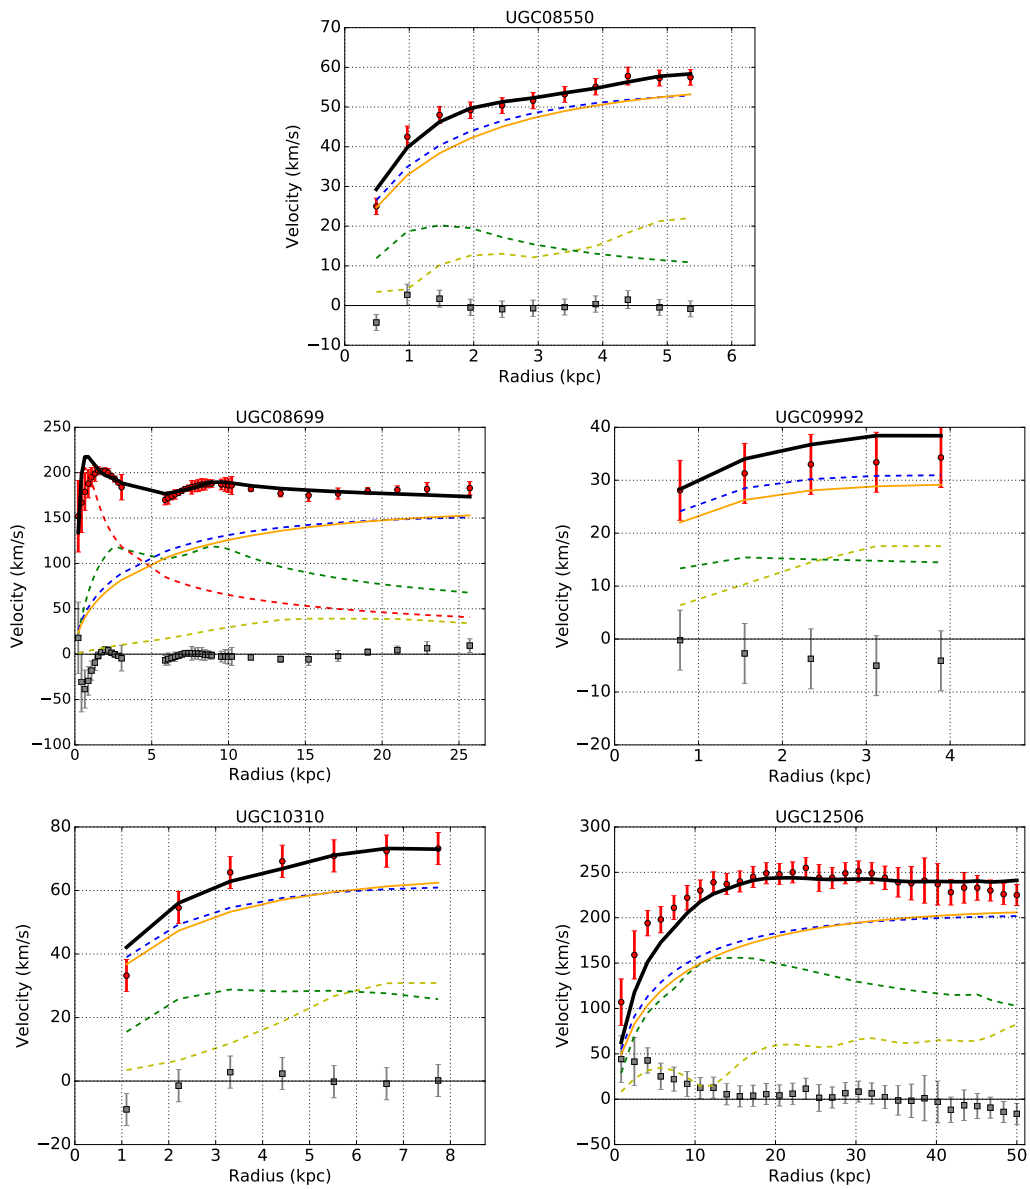 UGC08550
70
60
50
40
30
20
10
0
−10
Velocity (km/s)
0 1 2 3 4 5 6
Radius (kpc)
UGC08699
250
200
150
100
50
0
−50
−100
Velocity (km/s)
0 5 10 15 20 25
Radius (kpc)
UGC09992
40
30
20
10
0
−10
−20
Velocity (km/s)
0 1 2 3 4
Radius (kpc)
UGC10310
80
60
40
20
0
−20
Velocity (km/s)
0 1 2 3 4 5 6 7 8
Radius (kpc)
UGC12506
300
250
200
150
100
50
0
−50
Velocity (km/s)
0 10 20 30 40 50
Radius (kpc)